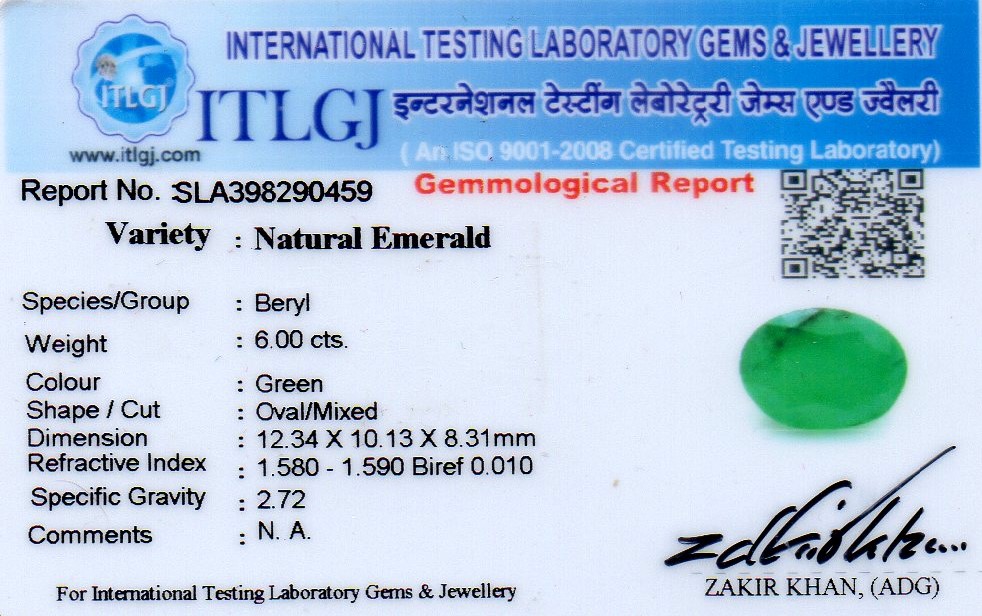 INTERNATIONAL TESTING LABORATORY GEMS & JEWELLERY
ITLGJ
ITLGJ
इन्टरनेशनल टेस्टींग लेबोरेट्ररी जेम्स एण्ड ज्वैलरी
www.itlgj.com
( An ISO 9001-2008 Certified Testing Laboratory)
Report No. :SLA398290459
Gemmological Report
Variety : Natural Emerald
Species/Group : Beryl
Weight : 6.00 cts.
Colour : Green
Shape / Cut : Oval/Mixed
Dimension : 12.34 X 10.13 X 8.31mm
Refractive Index : 1.580 - 1.590 Biref 0.010
Specific Gravity : 2.72
Comments : N. A.
ZAKIR KHAN, (ADG)
For International Testing Laboratory Gems & Jewellery